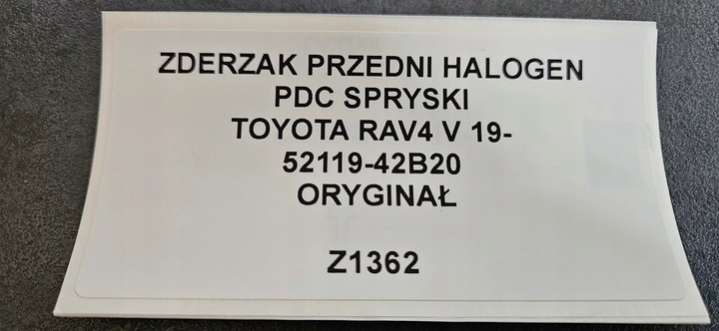 ZDERZAK PRZEDNI HALOGEN
PDC SPRYSKI
TOYOTA RAV4 V 19-
52119-42B20
ORYGINAŁ
Z1362